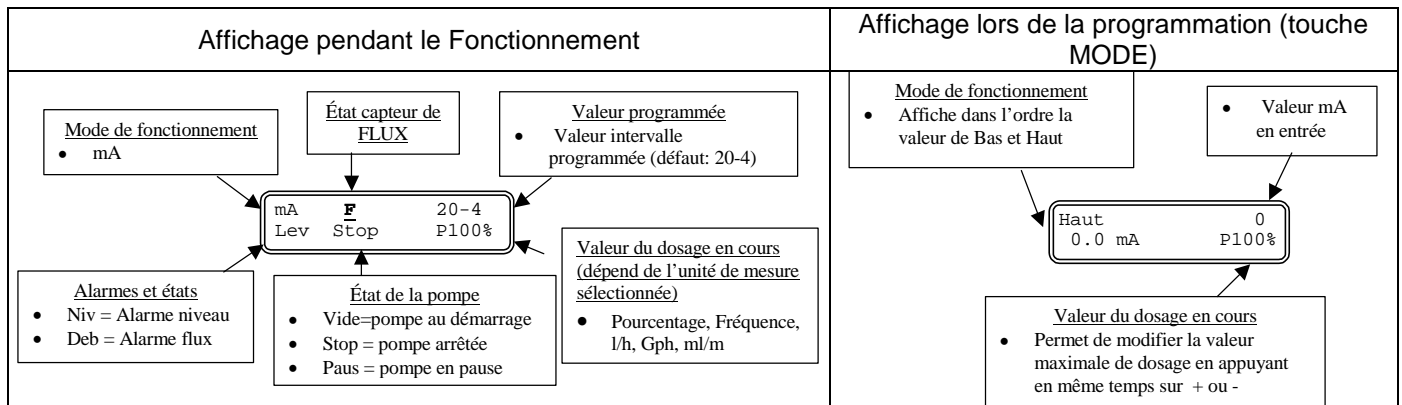 Affichage pendant le Fonctionnement
Affichage lors de la programmation (touche
MODE)
Mode de fonctionnement
• mA
État capteur de
FLUX
Valeur programmée
• Valeur intervalle
programmée (défaut: 20-4)
mA F 20-4
Lev Stop P100%
Alarmes et états
• Niv = Alarme niveau
• Deb = Alarme flux
État de la pompe
• Vide=pompe au démarrage
• Stop = pompe arrêtée
• Paus = pompe en pause
Valeur du dosage en cours
(dépend de l’unité de mesure
sélectionnée)
• Pourcentage, Fréquence,
l/h, Gph, ml/m
Mode de fonctionnement
• Affiche dans l’ordre la
valeur de Bas et Haut
• Valeur mA
en entrée
Haut 0
0.0 mA P100%
Valeur du dosage en cours
• Permet de modifier la valeur
maximale de dosage en appuyant
en même temps sur + ou -